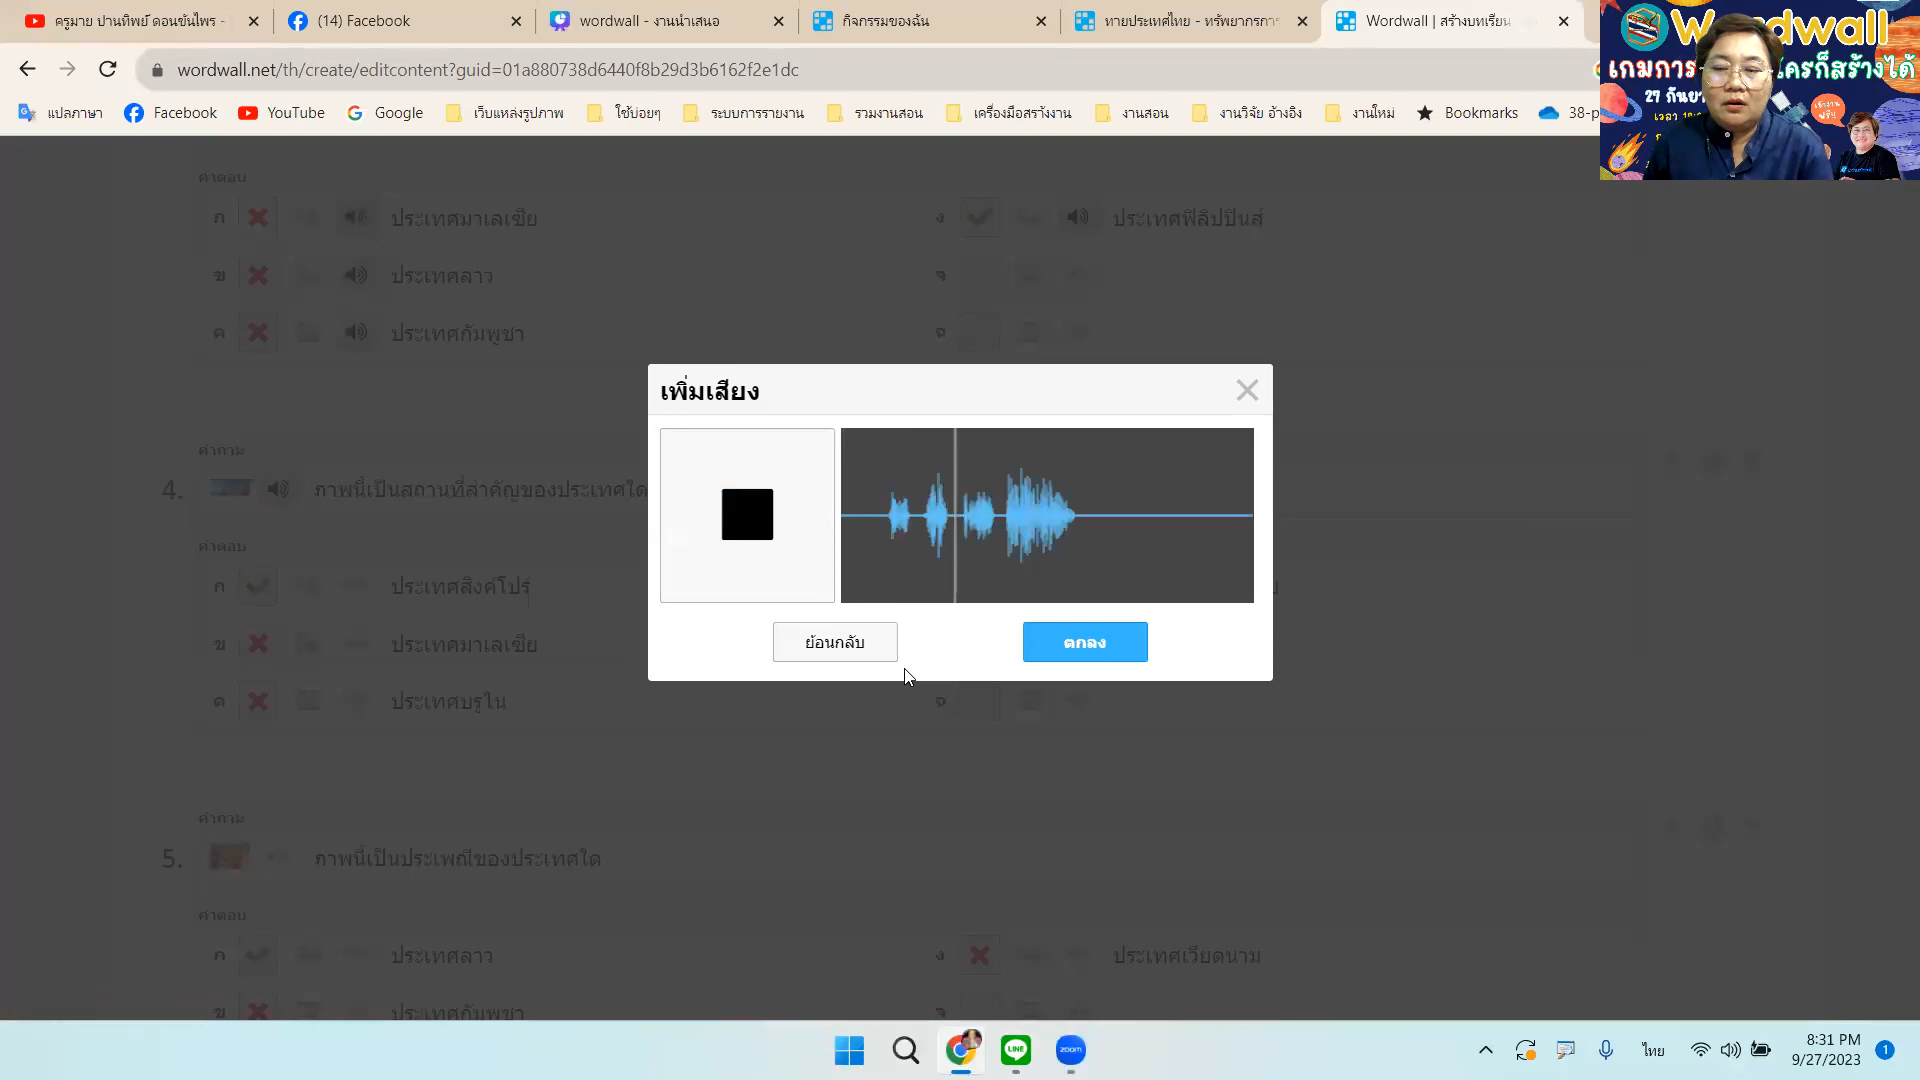 ครูมาย ปานทิพย์ ดอนขันไพร -
(14) Facebook
wordwall - งานนำเสนอ
กิจกรรมของฉัน
ทายประเทศไทย - ทรัพยากรกา
Wordwall | สร้างบทเรียน
wordwall.net/th/create/editcontent?guid=01a880738d6440f8b29d3b6162f2e1dc
แปลภาษา
Facebook
YouTube
Google
เว็บแหล่งรูปภาพ
ใช้บ่อยๆ
ระบบการรายงาน
รวมงานสอน
เครื่องมือสร้างงาน
งานสอน
งานวิจัย อ้างอิง
งานใหม่
Bookmarks
38-p
เกมการ
ครก็สร้างได้
27 กันยา
คำตอบ
ก ประเทศมาเลเซีย
ง ประเทศฟิลิปปินส์
ข ประเทศลาว
จ
ค ประเทศกัมพูชา
ฉ
เพิ่มเสียง
คำถาม
4. ภาพนี้เป็นสถานที่สำคัญของประเทศใด
คำตอบ
ก ประเทศสิงค์โปร์
ข ประเทศมาเลเซีย
ย้อนกลับ
ตกลง
ค ประเทศบรูไน
ฉ
คำถาม
5. ภาพนี้เป็นประเพณีของประเทศใด
คำตอบ
ก ประเทศลาว
ง ประเทศเวียดนาม
ข ประเทศกัมพูชา
จ
LINE
zoom
ไทย
8:31 PM
9/27/2023
1